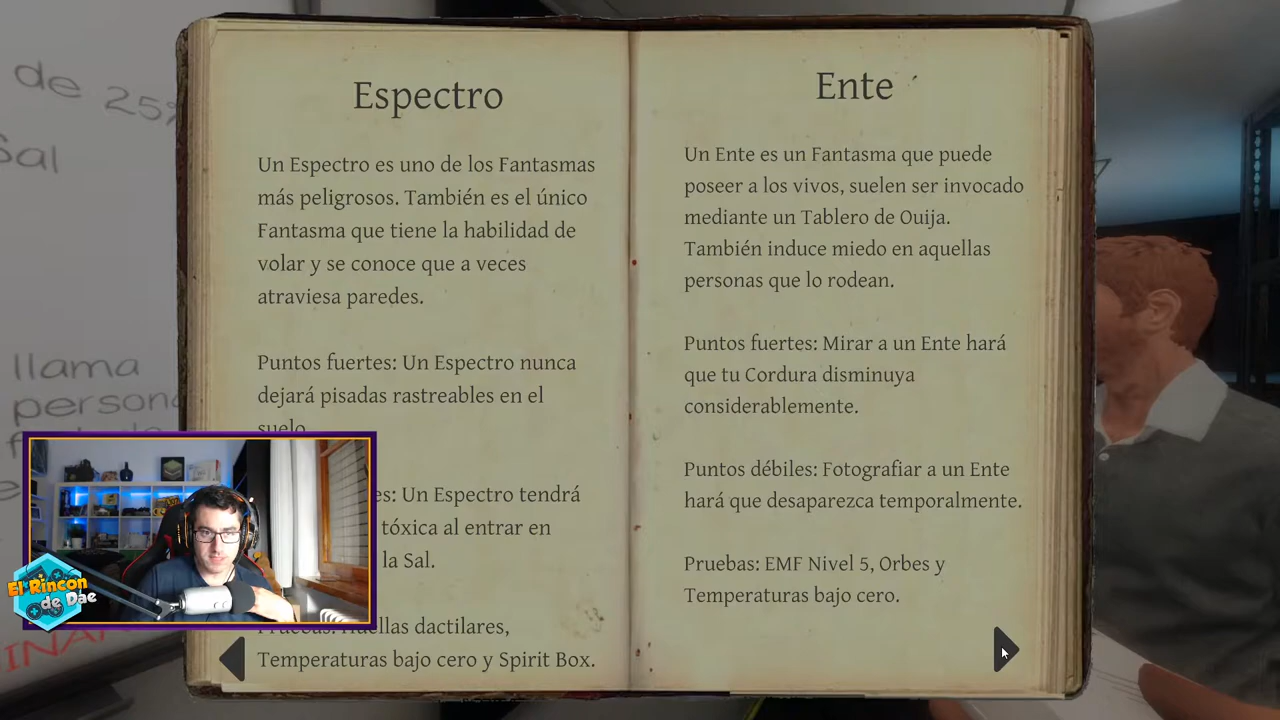 de 25%
Sal
llama
INA
Espectro
Un Espectro es uno de los Fantasmas
más peligrosos. También es el único
Fantasma que tiene la habilidad de
volar y se conoce que a veces
atraviesa paredes.
Puntos fuertes: Un Espectro nunca
dejará pisadas rastreables en el
suelo
es: Un Espectro tendrá
tóxica al entrar en
la Sal.
dactilares,
Temperaturas bajo cero y Spirit Box.
El Rincon
de Dae
Ente
Un Ente es un Fantasma que puede
poseer a los vivos, suelen ser invocado
mediante un Tablero de Ouija.
También induce miedo en aquellas
personas que lo rodean.
Puntos fuertes: Mirar a un Ente hará
que tu Cordura disminuya
considerablemente.
Puntos débiles: Fotografiar a un Ente
hará que desaparezca temporalmente.
Pruebas: EMF Nivel 5, Orbes y
Temperaturas bajo cero.